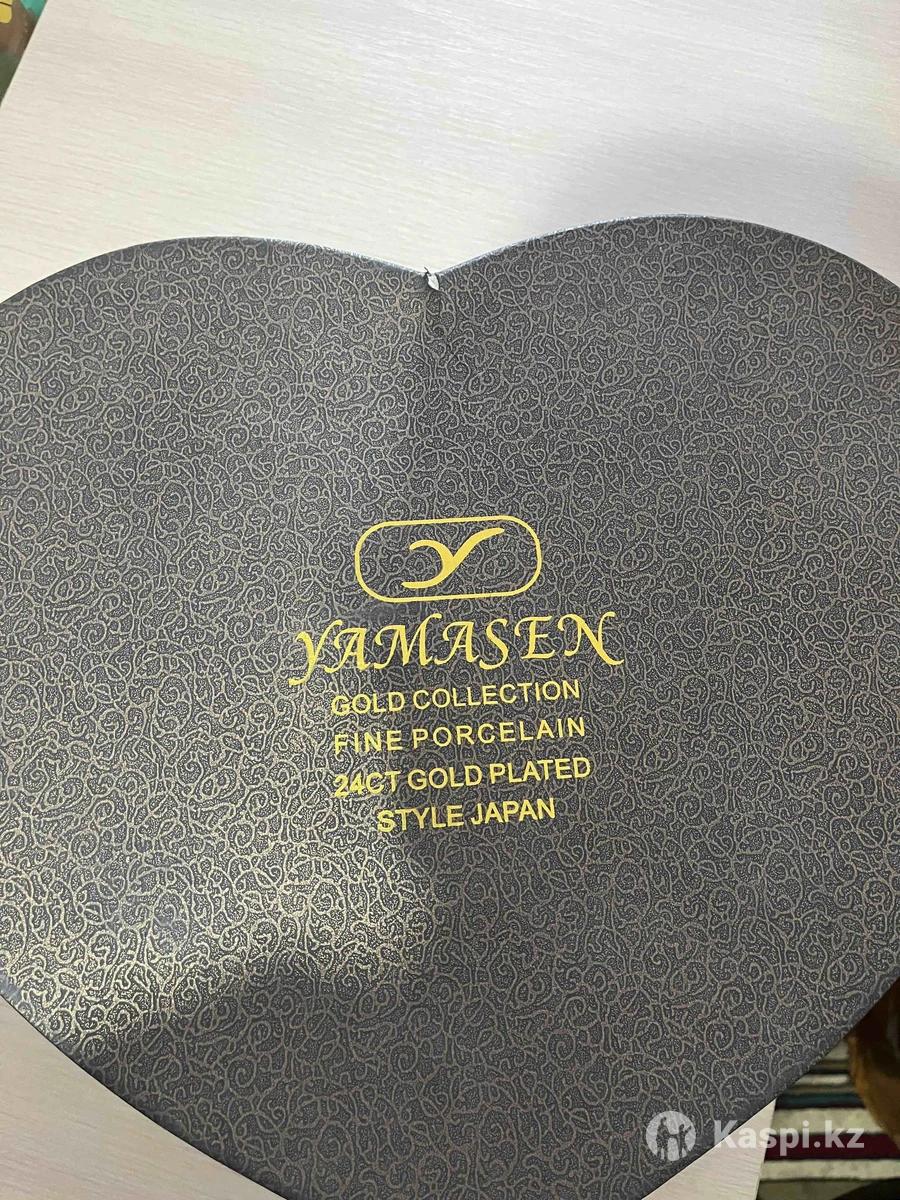 Y
YAMASEN
GOLD COLLECTION
FINE PORCELAIN
24CT GOLD PLATED
STYLE JAPAN
Kaspi.kz